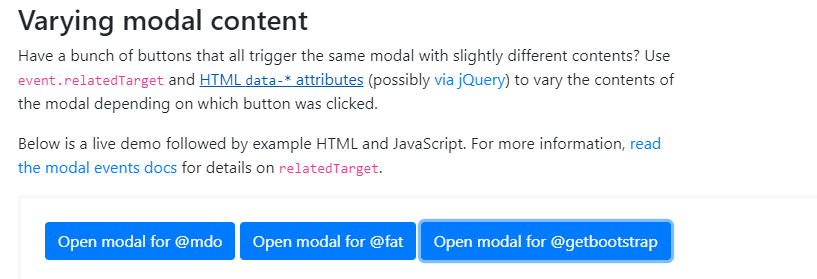 Varying modal content
Have a bunch of buttons that all trigger the same modal with slightly different contents? Use
event.relatedTarget and HTML data-* attributes (possibly via jQuery) to vary the contents of
the modal depending on which button was clicked.
Below is a live demo followed by example HTML and JavaScript. For more information, read
the modal events docs for details on relatedTarget.
Open modal for @mdo Open modal for @fat Open modal for @getbootstrap